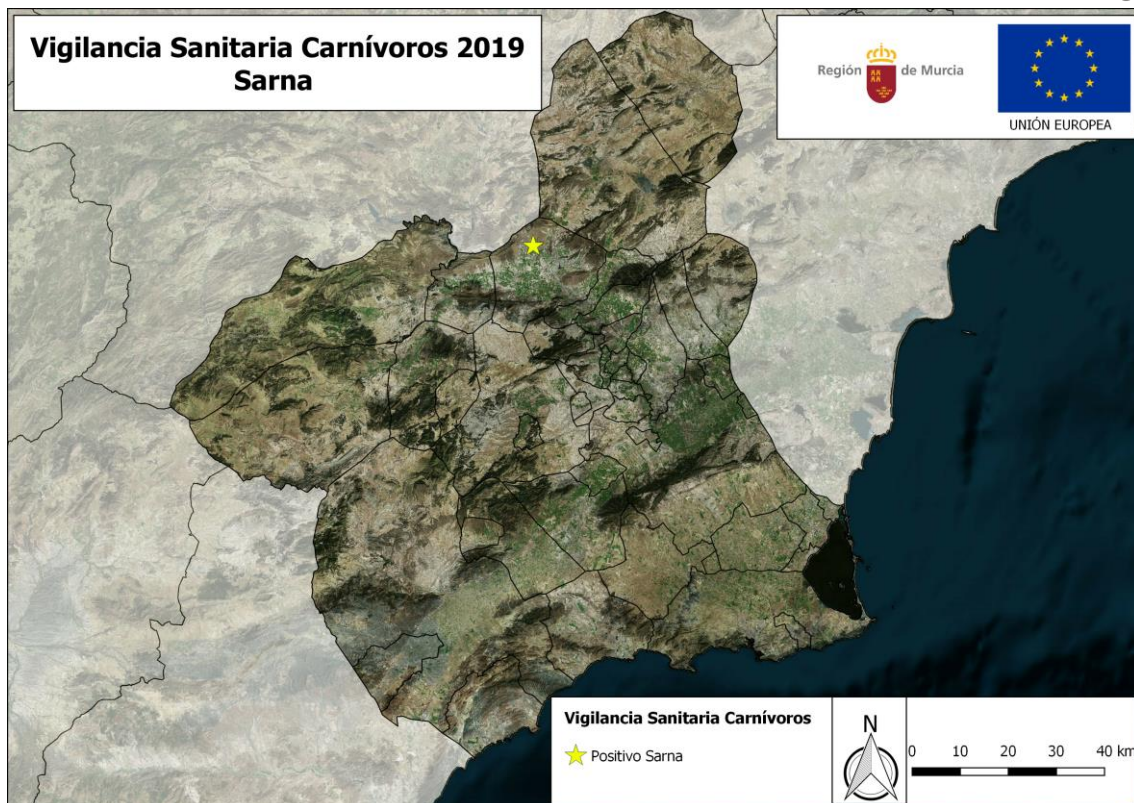 Vigilancia Sanitaria Carnívoros 2019
Sarna
Región de Murcia
UNIÓN EUROPEA
Vigilancia Sanitaria Carnívoros
Positivo Sarna
N
0 10 20 30 40 km